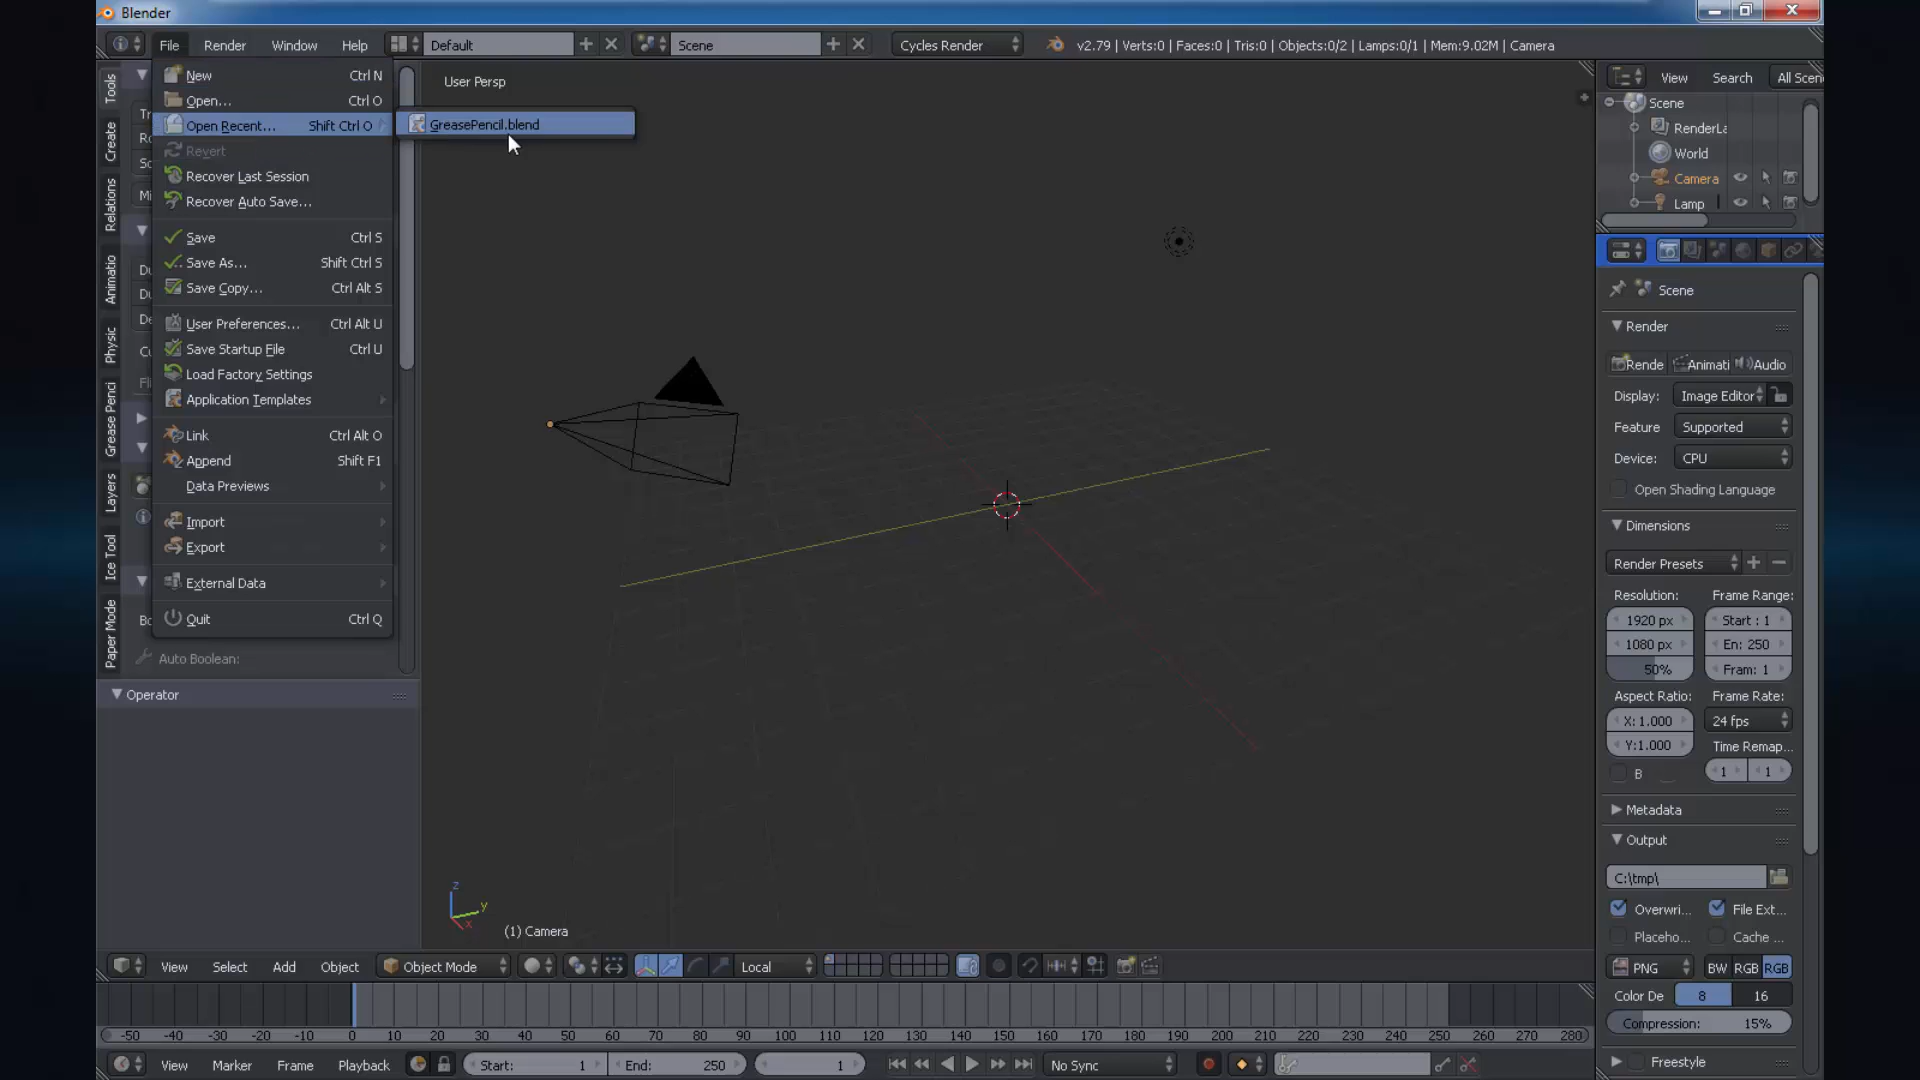 Blender
File Render Window Help Default Scene Cycles Render v2.79 | Verts:0 | Faces:0 | Tris:0 | Objects:0/2 | Lamps:0/1 | Mem:9.02M | Camera
New Ctrl N
Open... Ctrl O
Open Recent... Shift Ctrl O
GreasePencil.blend
Revert
Recover Last Session
Recover Auto Save...
Save Ctrl S
Save As... Shift Ctrl S
Save Copy... Ctrl Alt S
User Preferences... Ctrl Alt U
Save Startup File Ctrl U
Load Factory Settings
Application Templates
Link Ctrl Alt O
Append Shift F1
Data Previews
Import
Export
External Data
Quit Ctrl Q
Auto Boolean:
Operator
Tools
Create
Relations
Animatio
Physic
Grease Penci
Layers
Ice Tool
Paper Mode
User Persp
z
y
x
(1) Camera
View Search All Scen
Scene
RenderLa
World
Camera
Lamp
Scene
Render
Rende Animati Audio
Display: Image Editor
Feature Supported
Device: CPU
Open Shading Language
Dimensions
Render Presets
Resolution: Frame Range:
1920 px Start : 1
1080 px En: 250
50% Fram: 1
Aspect Ratio: Frame Rate:
X: 1.000 24 fps
Y:1.000 Time Remap...
B 1 1
Metadata
Output
C:\tmp\
Overwri... File Ext...
Placeho... Cache ...
PNG BW RGB RGB
Color De 8 16
Compression: 15%
Freestyle
View Select Add Object Object Mode Local
-50 -40 -30 -20 -10 0 10 20 30 40 50 60 70 80 90 100 110 120 130 140 150 160 170 180 190 200 210 220 230 240 250 260 270 280
View Marker Frame Playback Start: 1 End: 250 1 No Sync